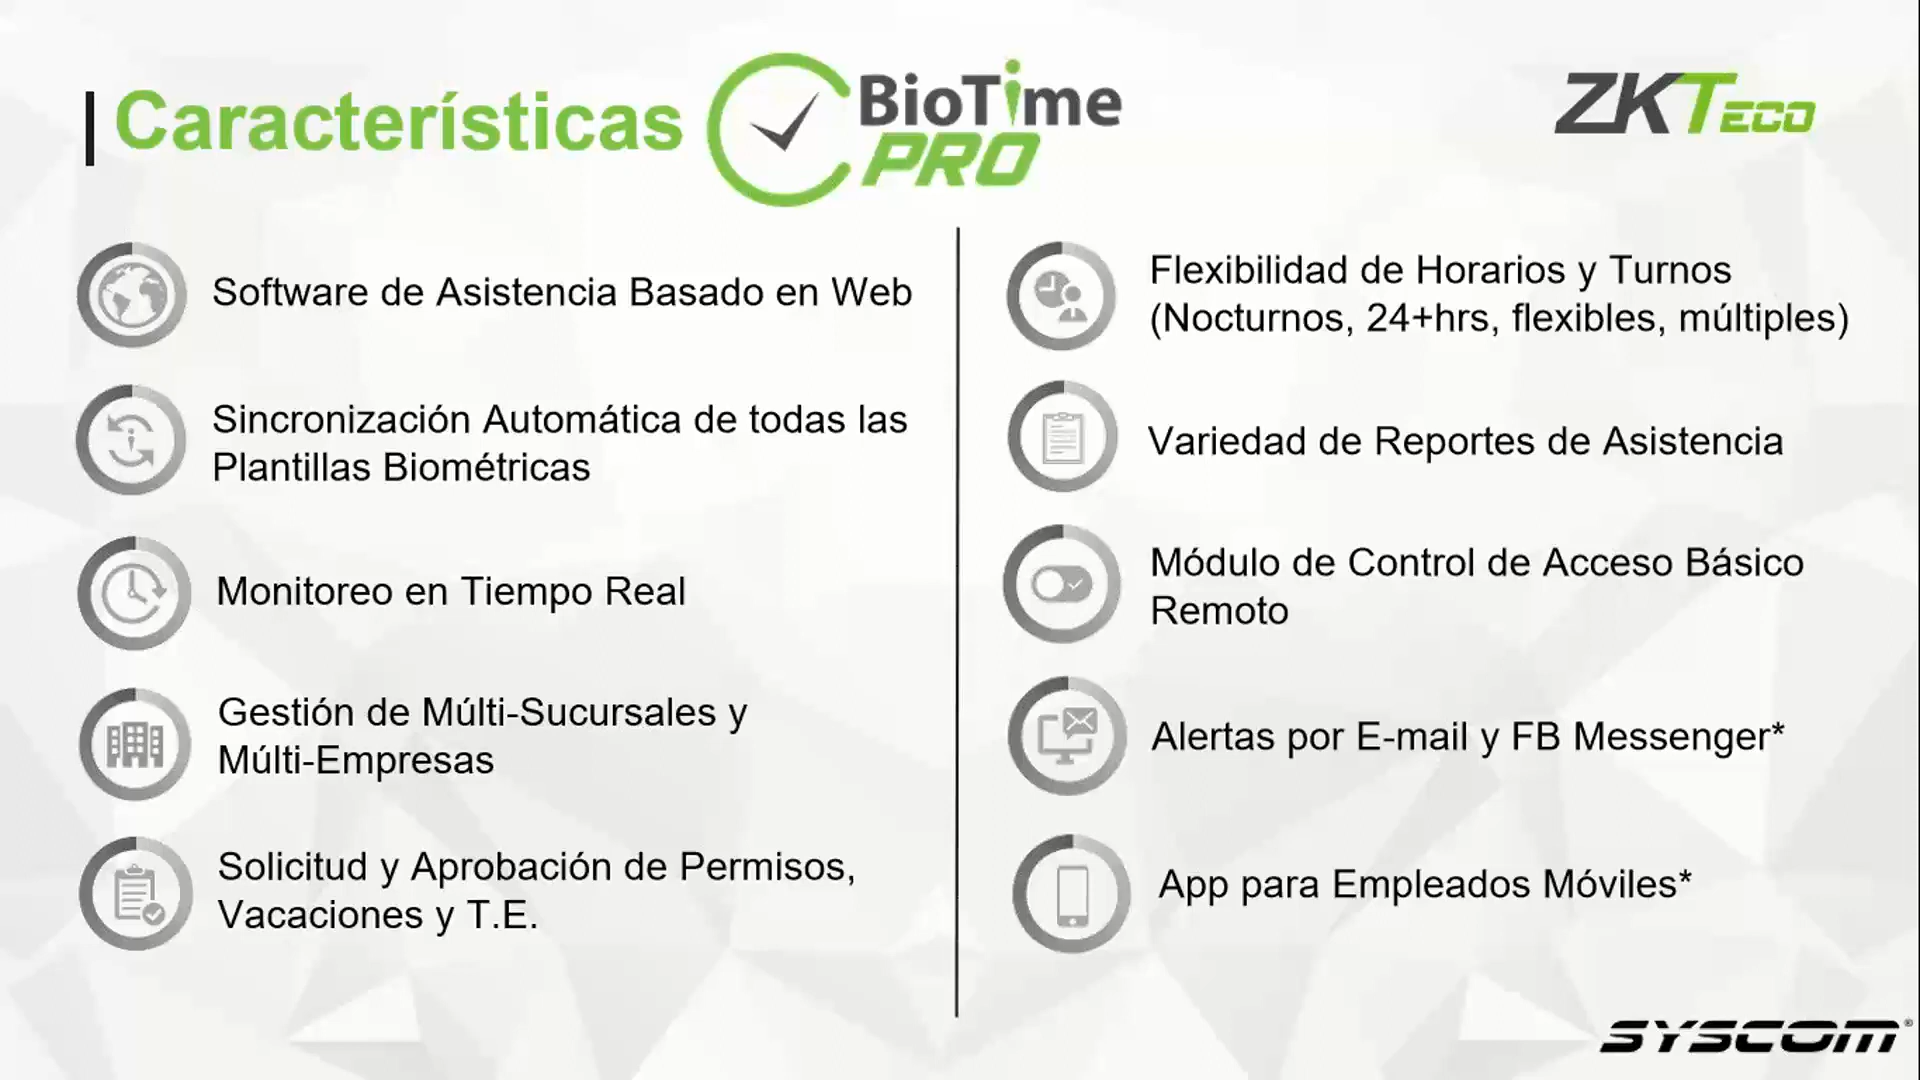 Características
BioTime
PRO
ZKTECO
Software de Asistencia Basado en Web
Sincronización Automática de todas las
Plantillas Biométricas
Monitoreo en Tiempo Real
Gestión de Múlti-Sucursales y
Múlti-Empresas
Solicitud y Aprobación de Permisos,
Vacaciones y T.E.
Flexibilidad de Horarios y Turnos
(Nocturnos, 24+hrs, flexibles, múltiples)
Variedad de Reportes de Asistencia
Módulo de Control de Acceso Básico
Remoto
Alertas por E-mail y FB Messenger*
App para Empleados Móviles*
SYSCOM®